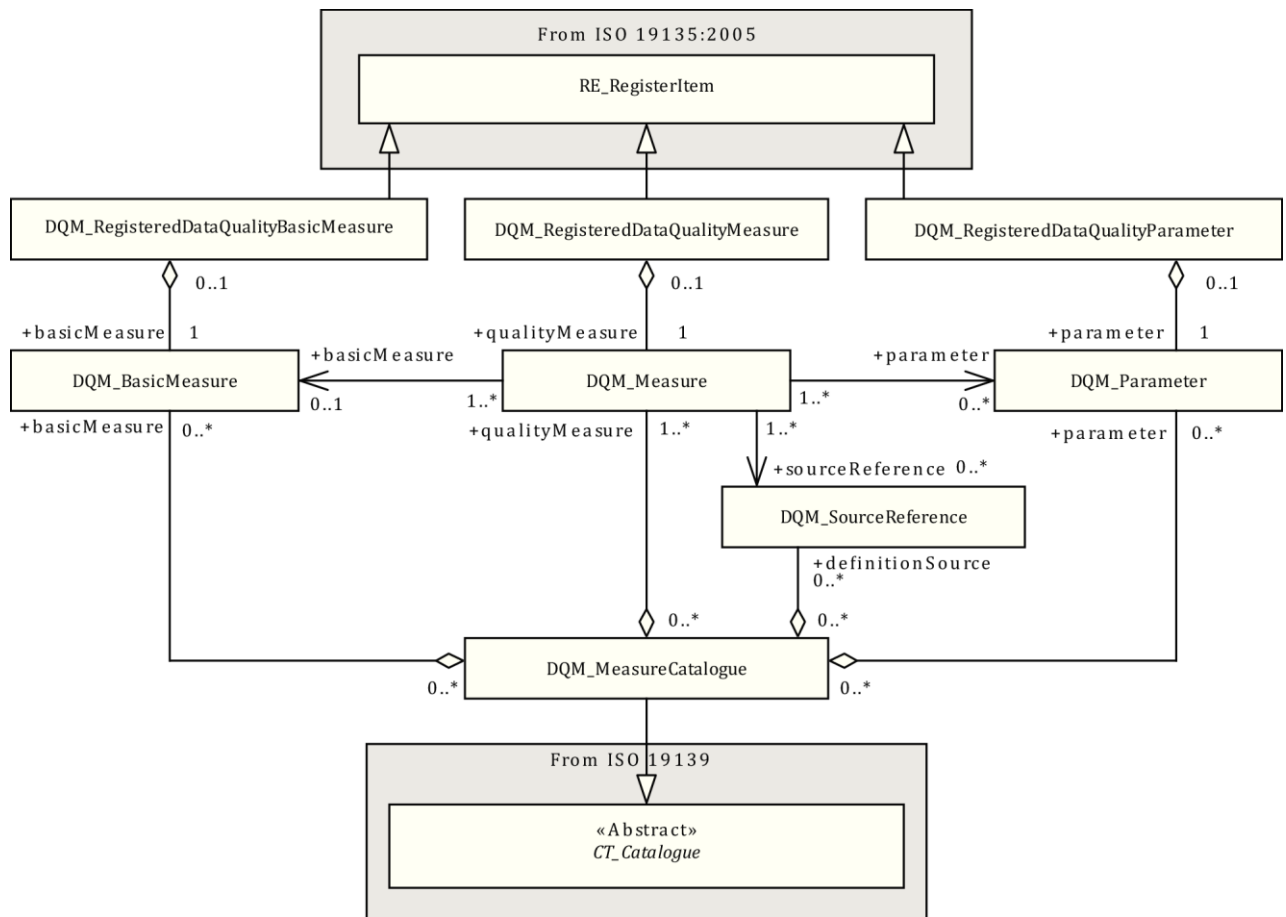 From ISO 19135:2005
RE_RegisterItem
DQM_RegisteredDataQualityBasicMeasure
DQM_RegisteredDataQualityMeasure
DQM_RegisteredDataQualityParameter
0..1
0..1
0..1
+basicMeasure 1
+qualityMeasure 1
+parameter 1
DQM_BasicMeasure
+basicMeasure
0..1
1..*
DQM_Measure
+parameter
1..*
0..*
DQM_Parameter
+basicMeasure 0..*
+qualityMeasure 1..*
1..*
+parameter 0..*
+sourceReference 0..*
DQM_SourceReference
+definitionSource
0..*
0..*
0..*
DQM_MeasureCatalogue
0..*
0..*
From ISO 19139
«Abstract»
CT_Catalogue